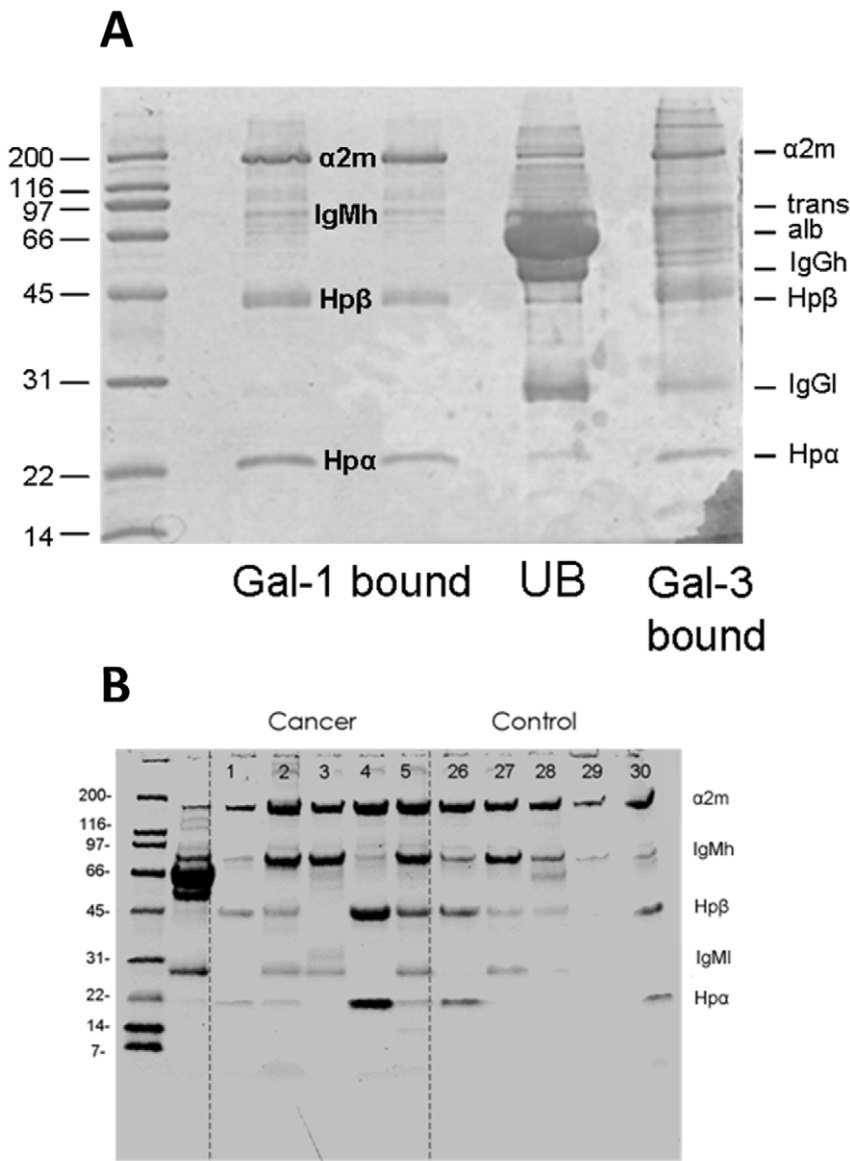 A
200
116
97
66
45
31
22
14
α2m
IgMh
Hpβ
Hpα
α2m
trans
alb
IgGh
Hpβ
IgGl
Hpα
Gal-1 bound
UB
Gal-3
bound
B
Cancer
Control
1 2 3 4 5 26 27 28 29 30
200-
116-
97-
66-
45-
31-
22-
14-
7-
α2m
IgMh
Hpβ
IgMl
Hpα